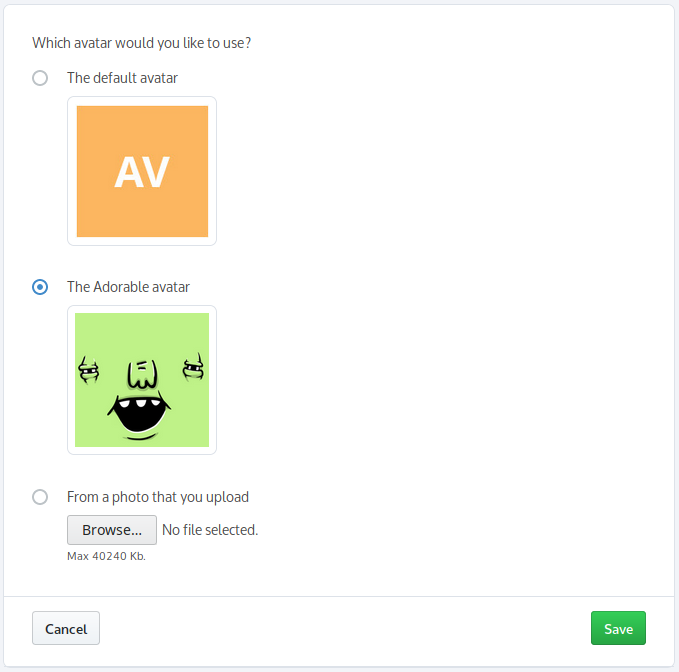 Which avatar would you like to use?
The default avatar
AV
The Adorable avatar
From a photo that you upload
Browse... No file selected.
Max 40240 Kb.
Cancel Save